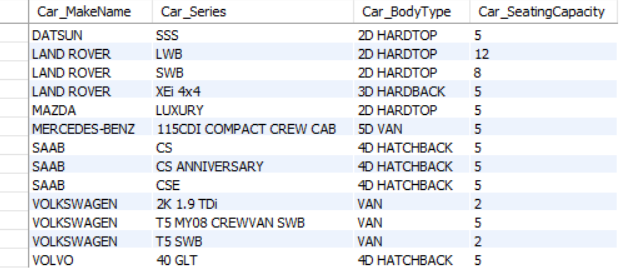 Car_MakeName Car_Series Car_BodyType Car_SeatingCapacity
DATSUN SSS 2D HARDTOP 5
LAND ROVER LWB 2D HARDTOP 12
LAND ROVER SWB 2D HARDTOP 8
LAND ROVER XEi 4x4 3D HARDBACK 5
MAZDA LUXURY 2D HARDTOP 5
MERCEDES-BENZ 115CDI COMPACT CREW CAB 5D VAN 5
SAAB CS 4D HATCHBACK 5
SAAB CS ANNIVERSARY 4D HATCHBACK 5
SAAB CSE 4D HATCHBACK 5
VOLKSWAGEN 2K 1.9 TDi VAN 2
VOLKSWAGEN T5 MY08 CREWVAN SWB VAN 5
VOLKSWAGEN T5 SWB VAN 2
VOLVO 40 GLT 4D HATCHBACK 5